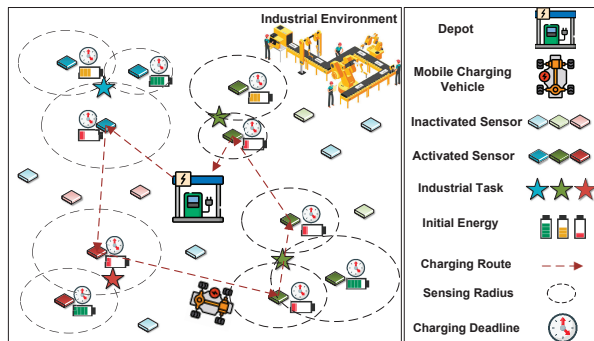 Industrial Environment
Depot
Mobile Charging
Vehicle
Inactivated Sensor
Activated Sensor
Industrial Task
Initial Energy
Charging Route
Sensing Radius
Charging Deadline